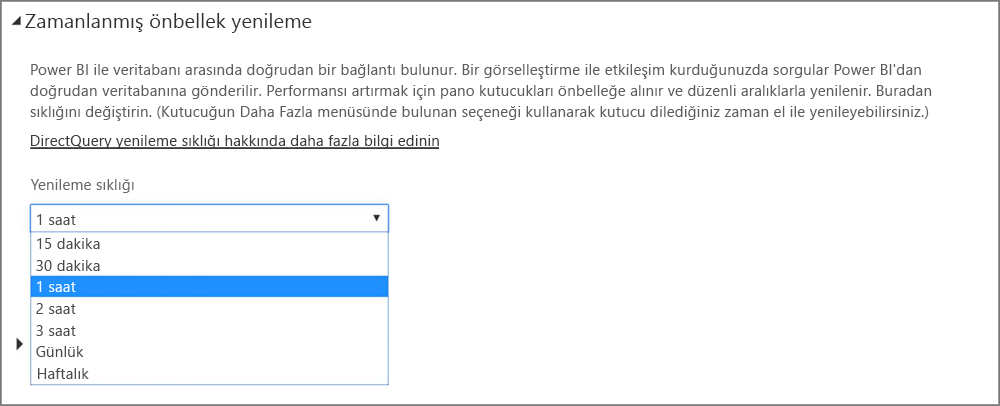 Zamanlanmış önbellek yenileme
Power BI ile veritabanı arasında doğrudan bir bağlantı bulunur. Bir görselleştirme ile etkileşim kurduğunuzda sorgular Power BI'dan
doğrudan veritabanına gönderilir. Performansı artırmak için pano kutucukları önbelleğe alınır ve düzenli aralıklarla yenilenir. Buradan
sıklığını değiştirin. (Kutucuğun Daha Fazla menüsünde bulunan seçeneği kullanarak kutucu dilediğiniz zaman el ile yenileyebilirsiniz.)
DirectQuery yenileme sıklığı hakkında daha fazla bilgi edinin
Yenileme sıklığı
1 saat
15 dakika
30 dakika
1 saat
2 saat
3 saat
Günlük
Haftalık